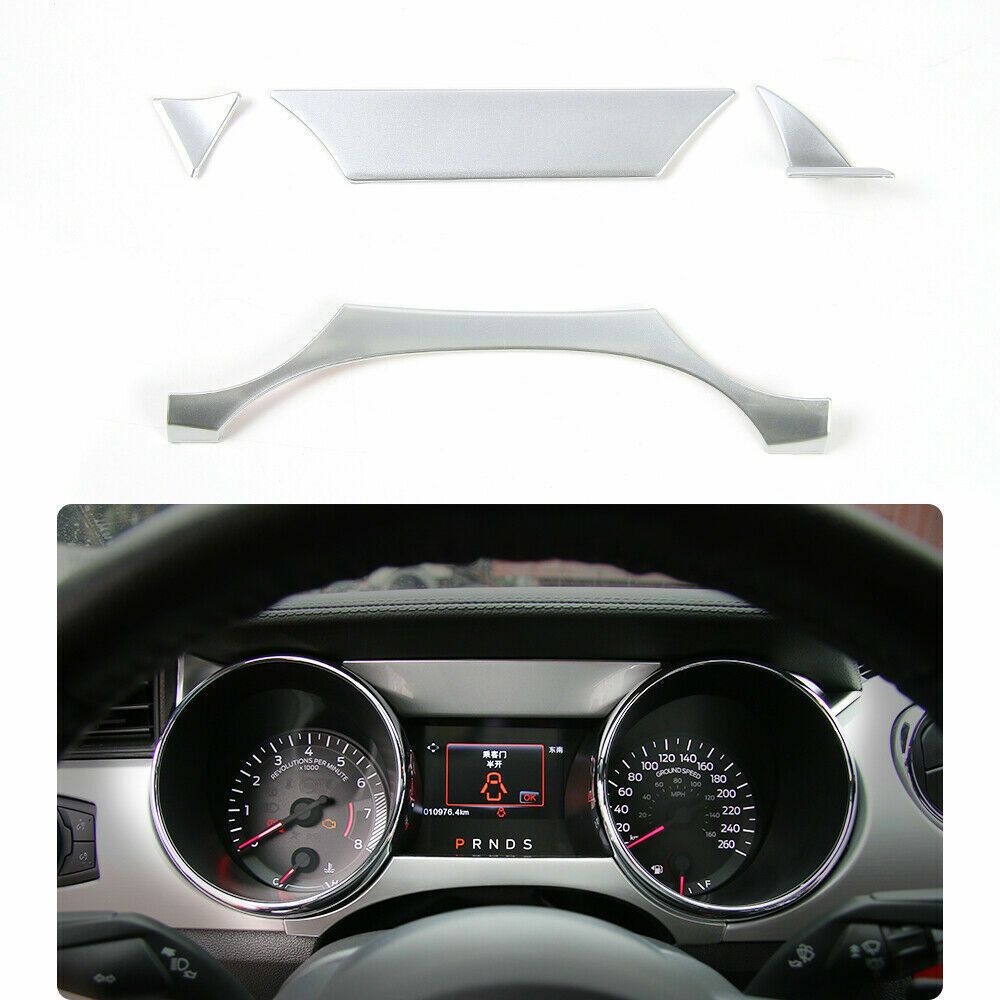 1 2 3 4 5 6 7 8
REVOLUTIONS PER MINUTE
x 1000
C H
乘客门
半开
东南
OK
010976.4km
P R N D S
20 40 60 80 100 120 140 160 180 200 220 240 260
GROUND SPEED
MPH
20 40 60 80 100 120 140 160
km
F